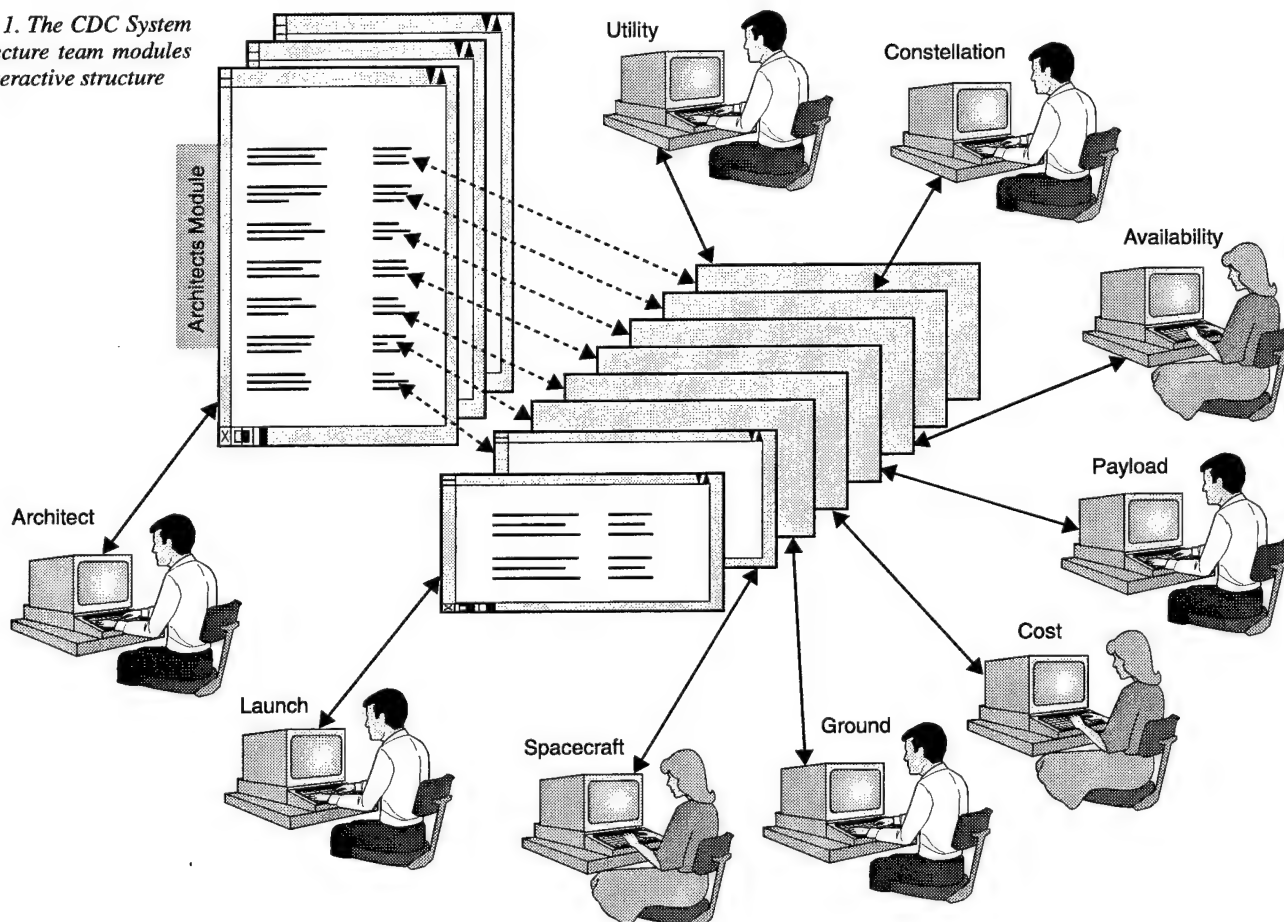 1. The CDC System
cture team modules
eractive structure
Utility
Constellation
Architects Module
Availability
Payload
Architect
Cost
Launch
Ground
Spacecraft